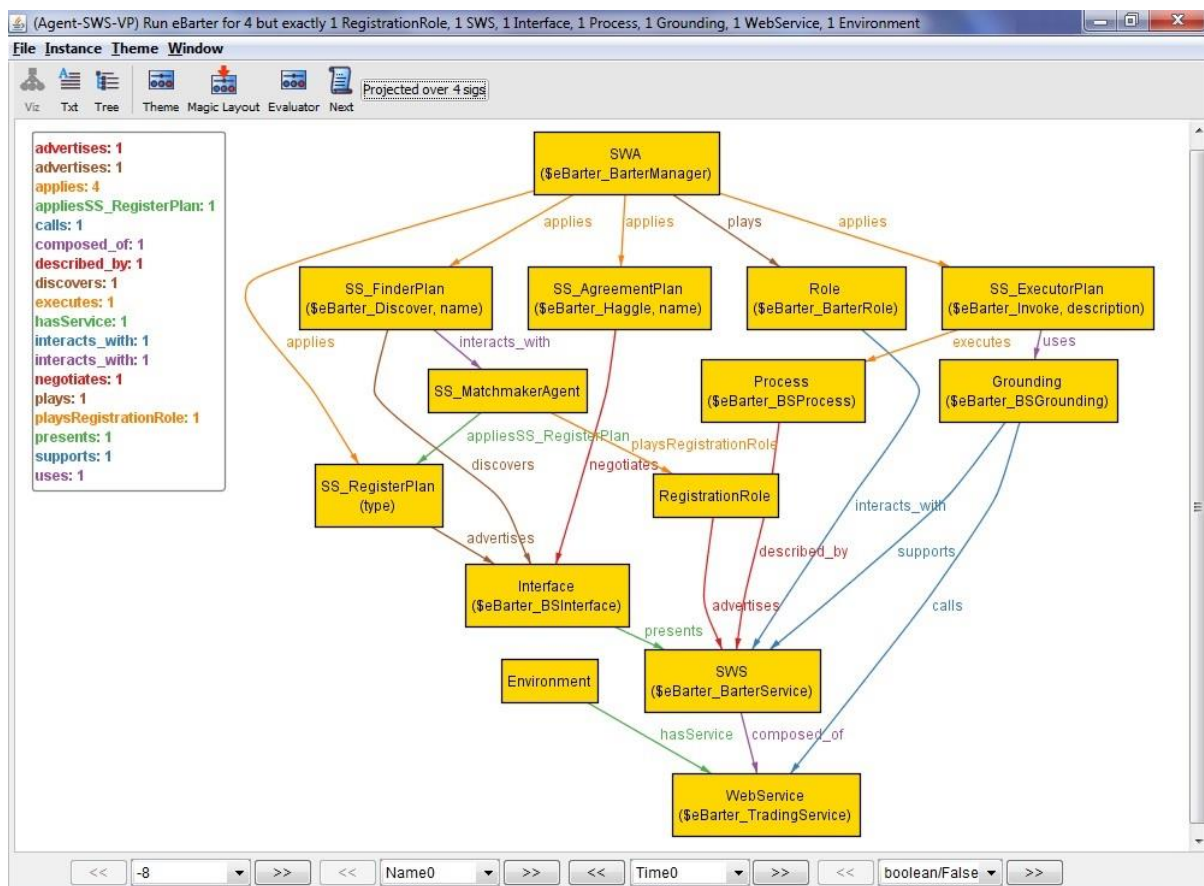 (Agent-SWS-VP) Run eBarter for 4 but exactly 1 RegistrationRole, 1 SWS, 1 Interface, 1 Process, 1 Grounding, 1 WebService, 1 Environment
File Instance Theme Window
Viz Txt Tree Theme Magic Layout Evaluator Next Projected over 4 sigs
advertises: 1
advertises: 1
applies: 4
appliesSS_RegisterPlan: 1
calls: 1
composed_of: 1
described_by: 1
discovers: 1
executes: 1
hasService: 1
interacts_with: 1
interacts_with: 1
negotiates: 1
plays: 1
playsRegistrationRole: 1
presents: 1
supports: 1
uses: 1
SWA
($eBarter_BarterManager)
applies applies plays applies
SS_FinderPlan
($eBarter_Discover, name)
SS_AgreementPlan
($eBarter_Haggle, name)
Role
($eBarter_BarterRole)
SS_ExecutorPlan
($eBarter_Invoke, description)
applies interacts_with executes uses
SS_MatchmakerAgent
Process
($eBarter_BSProcess)
Grounding
($eBarter_BSGrounding)
appliesSS_RegisterPlan playsRegistrationRole
discovers negotiates
SS_RegisterPlan
(type)
RegistrationRole
interacts_with
advertises described_by supports
Interface
($eBarter_BSInterface)
advertises calls
presents
Environment
SWS
($eBarter_BarterService)
hasService composed_of
WebService
($eBarter_TradingService)
<< -8 >> << Name0 >> << Time0 >> << boolean/False >>